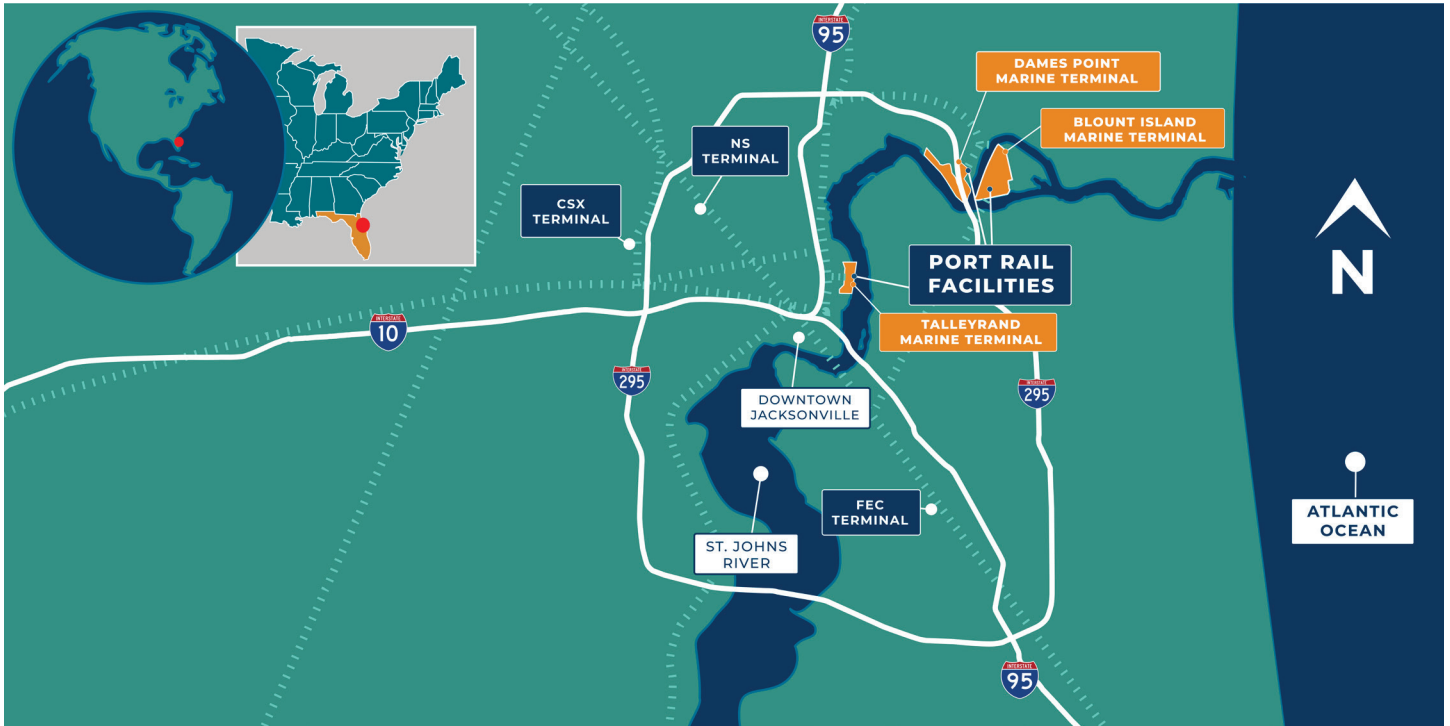 INTERSTATE
95
DAMES POINT
MARINE TERMINAL
BLOUNT ISLAND
MARINE TERMINAL
NS
TERMINAL
CSX
TERMINAL
PORT RAIL
FACILITIES
N
TALLEYRAND
MARINE TERMINAL
INTERSTATE
10
INTERSTATE
295
INTERSTATE
295
DOWNTOWN
JACKSONVILLE
FEC
TERMINAL
ATLANTIC
OCEAN
ST. JOHNS
RIVER
INTERSTATE
95